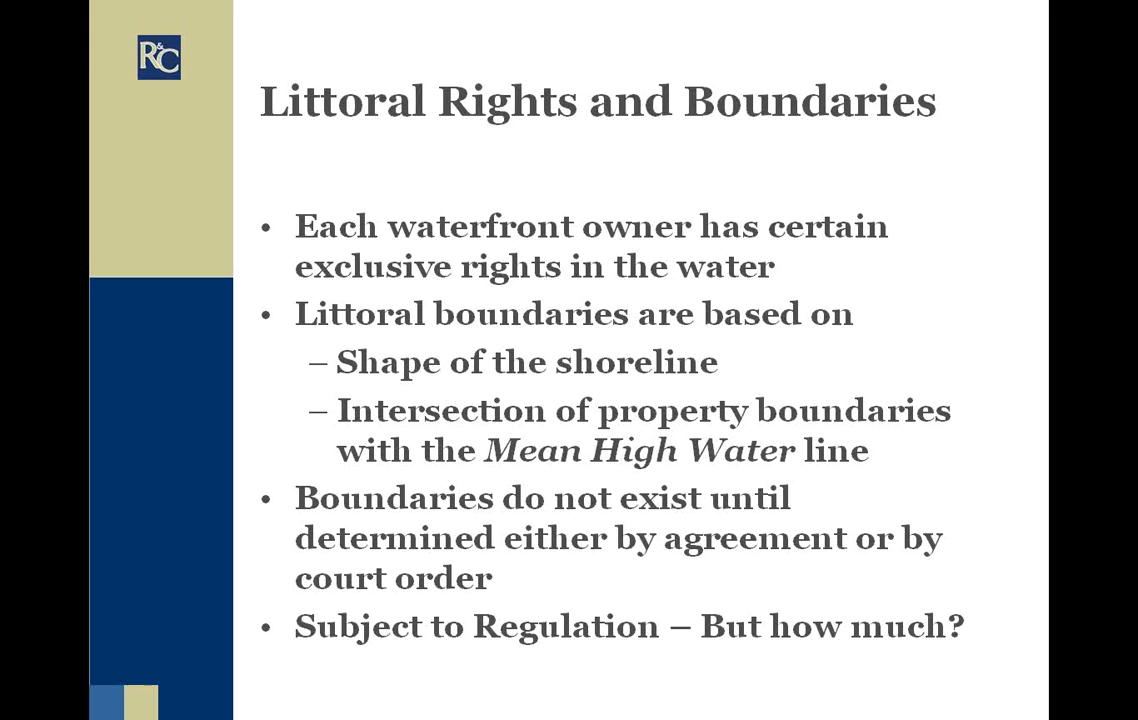 R&C
Littoral Rights and Boundaries
• Each waterfront owner has certain
exclusive rights in the water
• Littoral boundaries are based on
– Shape of the shoreline
– Intersection of property boundaries
with the Mean High Water line
• Boundaries do not exist until
determined either by agreement or by
court order
• Subject to Regulation – But how much?